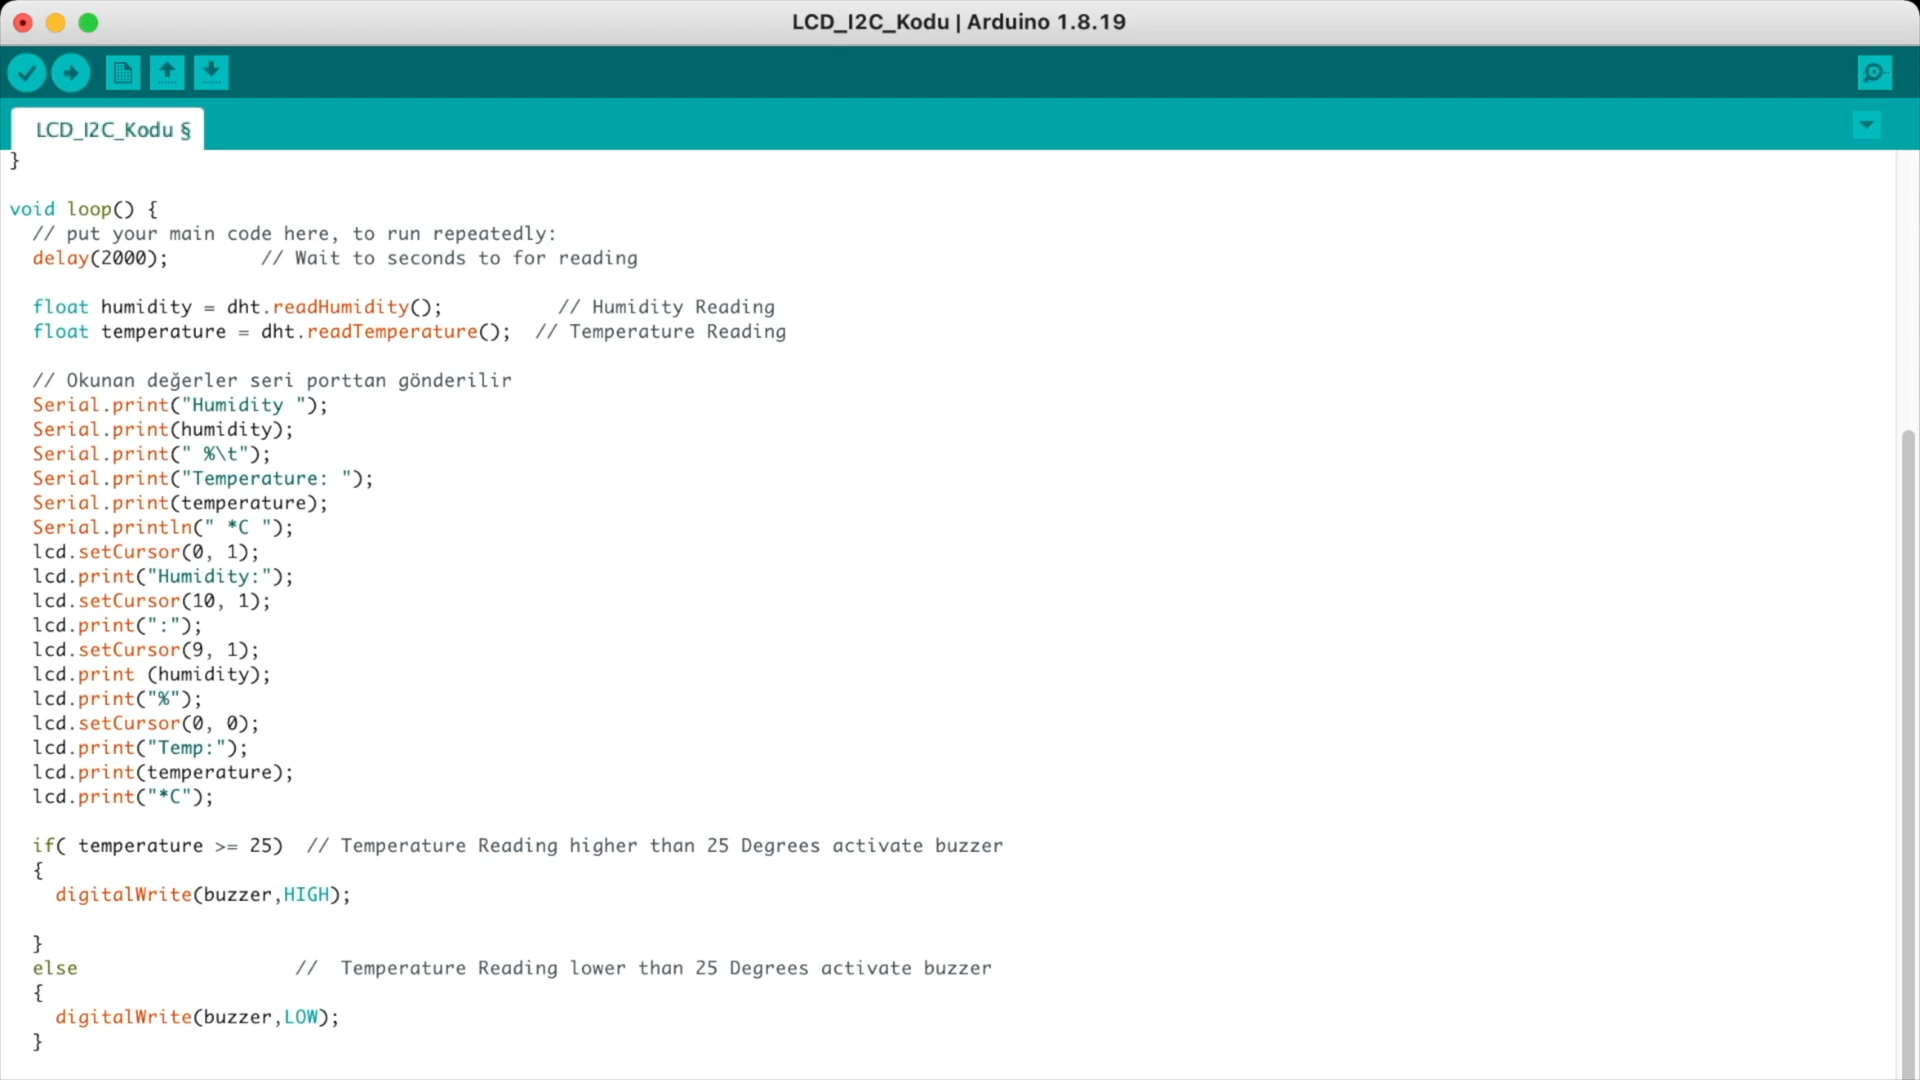 LCD_I2C_Kodu | Arduino 1.8.19
LCD_I2C_Kodu §
}
void loop() {
  // put your main code here, to run repeatedly:
  delay(2000);        // Wait to seconds to for reading
  float humidity = dht.readHumidity();          // Humidity Reading
  float temperature = dht.readTemperature();  // Temperature Reading
  // Okunan değerler seri porttan gönderilir
  Serial.print("Humidity ");
  Serial.print(humidity);
  Serial.print(" %\t");
  Serial.print("Temperature: ");
  Serial.print(temperature);
  Serial.println(" *C ");
  lcd.setCursor(0, 1);
  lcd.print("Humidity:");
  lcd.setCursor(10, 1);
  lcd.print(":");
  lcd.setCursor(9, 1);
  lcd.print (humidity);
  lcd.print("%");
  lcd.setCursor(0, 0);
  lcd.print("Temp:");
  lcd.print(temperature);
  lcd.print("*C");
  if( temperature >= 25)  // Temperature Reading higher than 25 Degrees activate buzzer
  {
    digitalWrite(buzzer,HIGH);
  }
  else                   //  Temperature Reading lower than 25 Degrees activate buzzer
  {
    digitalWrite(buzzer,LOW);
  }